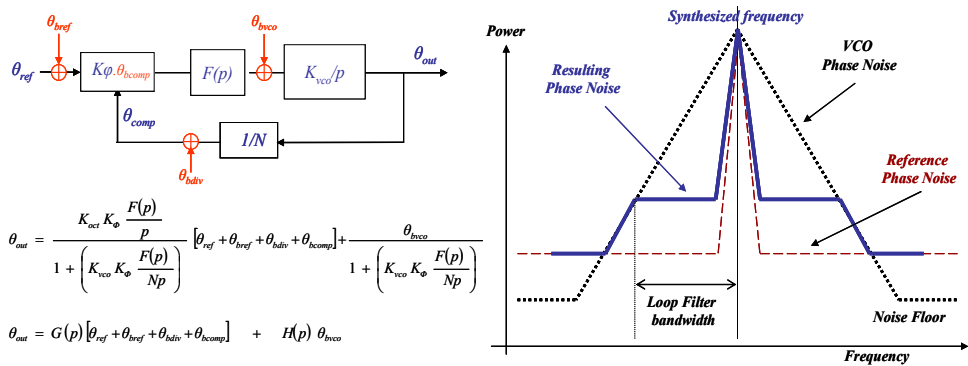 θbref
θbvco
θref
Kφ.θbcomp
F(p)
Kvco/p
θout
θcomp
1/N
θbdiv
θout = (Koct KΦ F(p)/p) / (1 + (Kvco KΦ F(p)/Np)) [θref + θbref + θbdiv + θbcomp] + θbvco / (1 + (Kvco KΦ F(p)/Np))
θout = G(p) [θref + θbref + θbdiv + θbcomp] + H(p) θbvco
Synthesized frequency
Power
VCO
Phase Noise
Resulting
Phase Noise
Reference
Phase Noise
Loop Filter
bandwidth
Noise Floor
Frequency